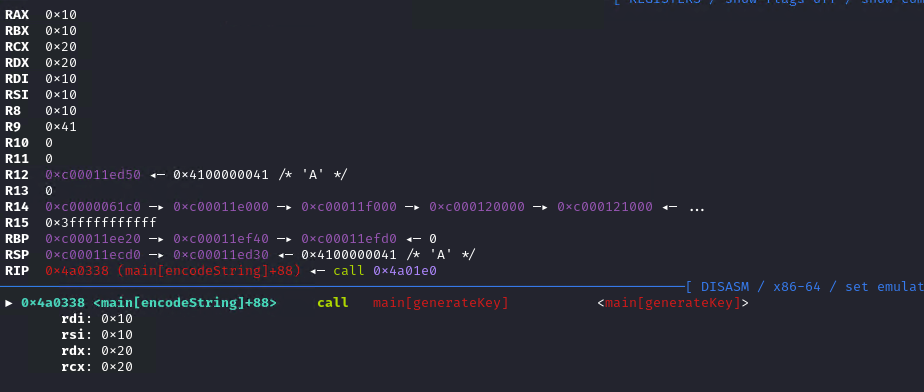 [ REGISTERS / show-flags off / show-com
RAX 0×10
RBX 0×10
RCX 0×20
RDX 0×20
RDI 0×10
RSI 0×10
R8 0×10
R9 0×41
R10 0
R11 0
R12 0×c00011ed50 ◂— 0×4100000041 /* 'A' */
R13 0
R14 0×c0000061c0 —▸ 0×c00011e000 —▸ 0×c00011f000 —▸ 0×c000120000 —▸ 0×c000121000 ◂— ...
R15 0×3fffffffffff
RBP 0×c00011ee20 —▸ 0×c00011ef40 —▸ 0×c00011efd0 ◂— 0
RSP 0×c00011ecd0 —▸ 0×c00011ed30 ◂— 0×4100000041 /* 'A' */
RIP 0×4a0338 (main[encodeString]+88) ◂— call 0×4a01e0
[ DISASM / x86-64 / set emulat
► 0×4a0338 <main[encodeString]+88> call main[generateKey] <main[generateKey]>
rdi: 0×10
rsi: 0×10
rdx: 0×20
rcx: 0×20